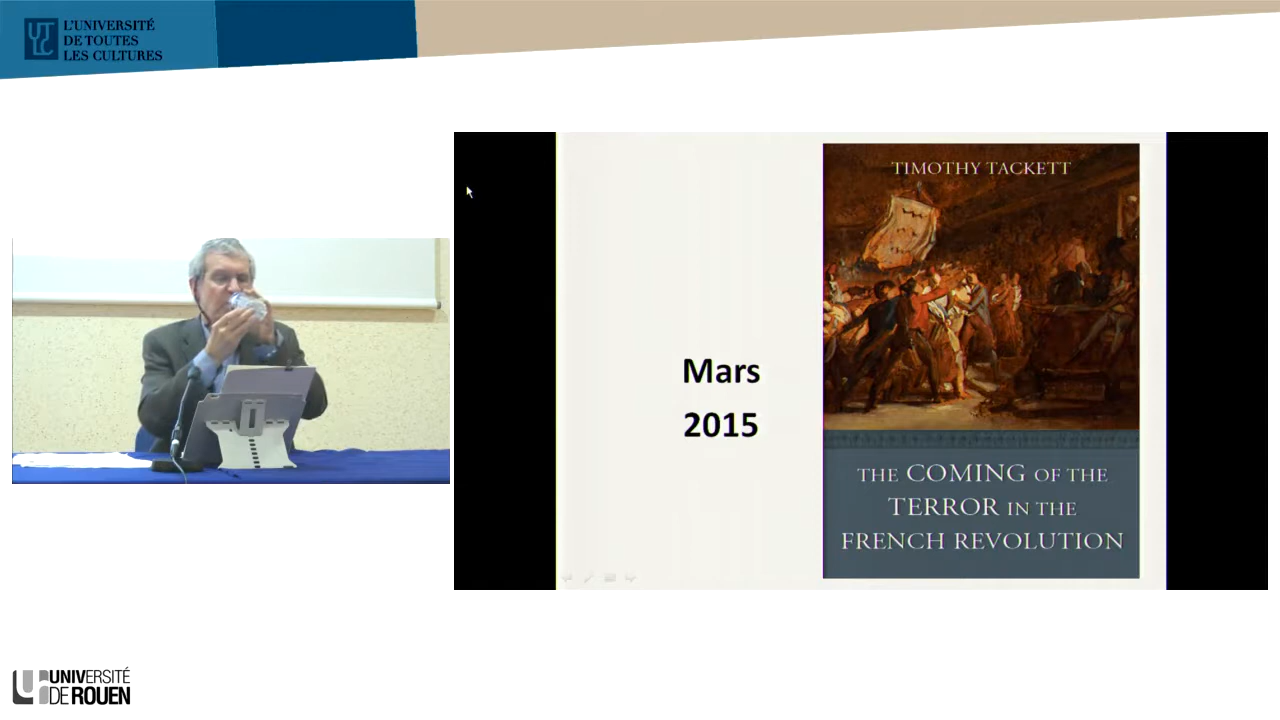 L'UNIVERSITÉ
DE TOUTES
LES CULTURES
UTLC
Mars
2015
TIMOTHY TACKETT
THE COMING OF THE
TERROR IN THE
FRENCH REVOLUTION
UNIVERSITÉ
DE ROUEN